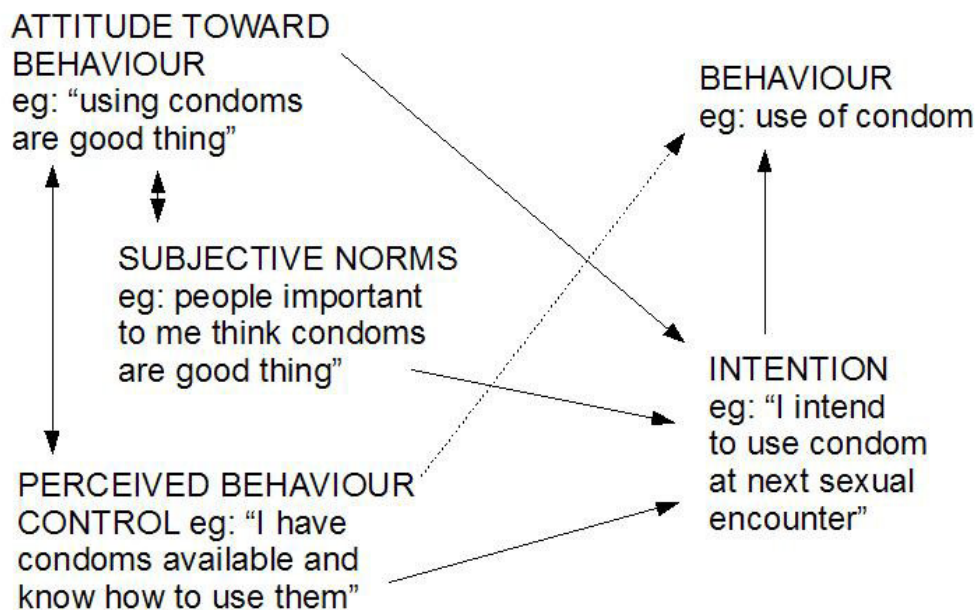 ATTITUDE TOWARD
BEHAVIOUR
eg: “using condoms
are good thing”
BEHAVIOUR
eg: use of condom
SUBJECTIVE NORMS
eg: people important
to me think condoms
are good thing”
INTENTION
eg: “I intend
to use condom
at next sexual
encounter”
PERCEIVED BEHAVIOUR
CONTROL eg: “I have
condoms available and
know how to use them”